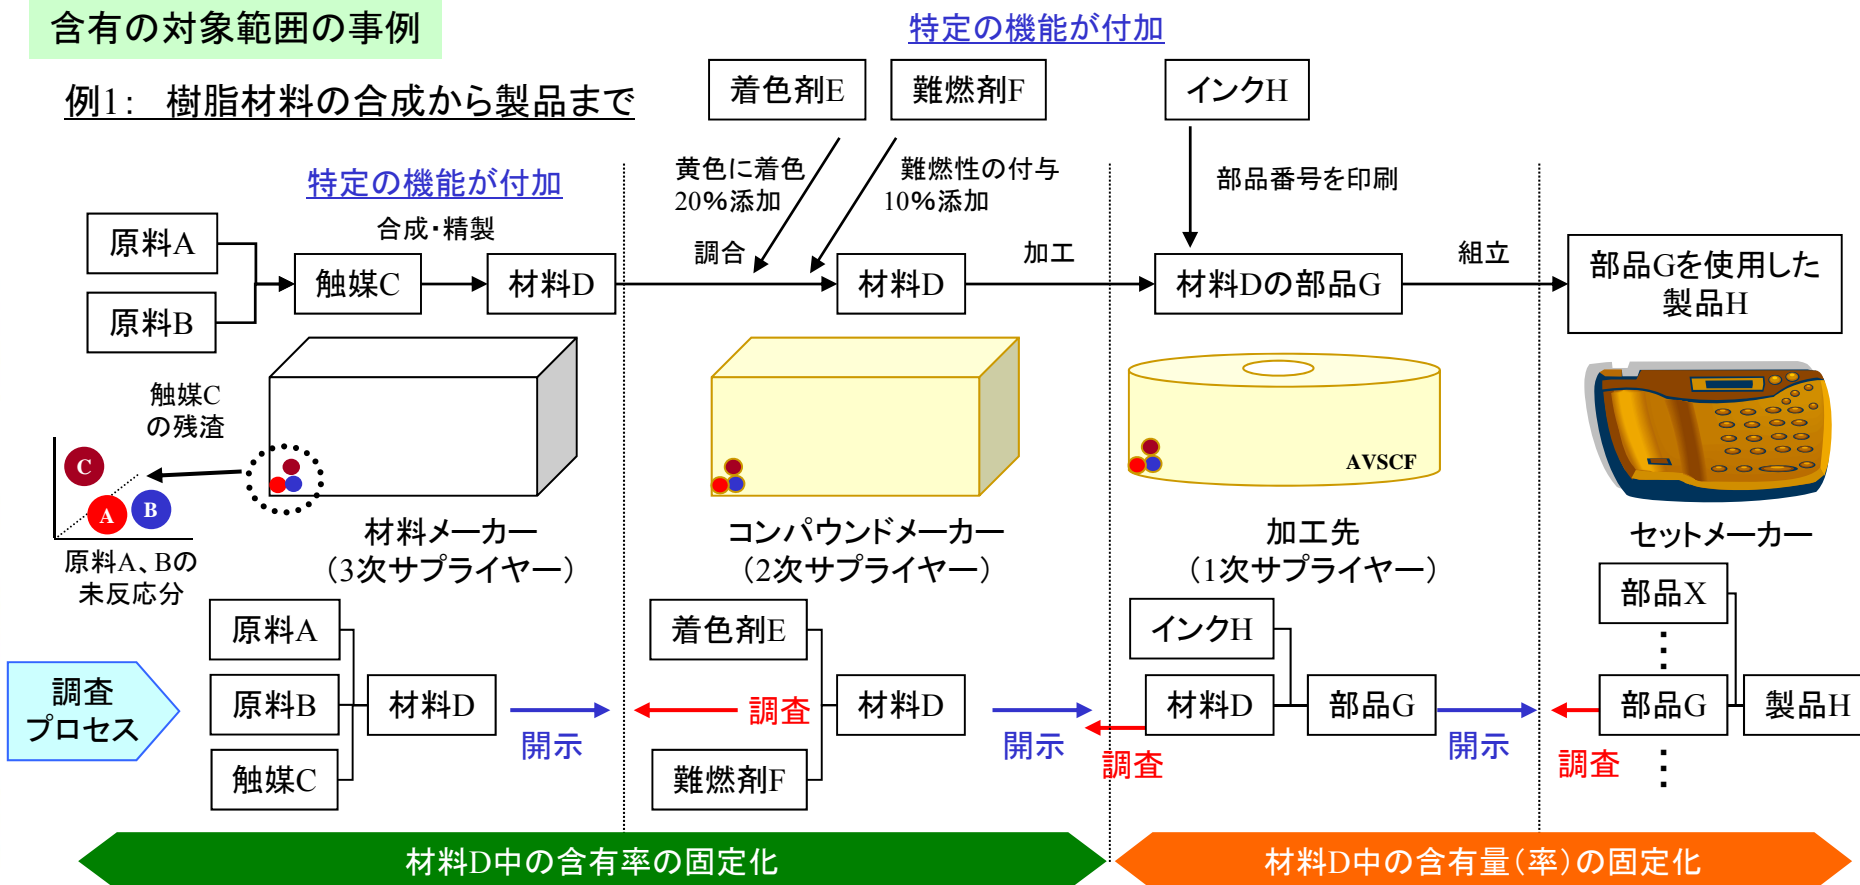 含有の対象範囲の事例
特定の機能が付加
例1： 樹脂材料の合成から製品まで
着色剤E
難燃剤F
インクH
特定の機能が付加
黄色に着色
20%添加
難燃性の付与
10%添加
部品番号を印刷
原料A
原料B
合成・精製
触媒C
材料D
調合
材料D
加工
材料Dの部品G
組立
部品Gを使用した
製品H
触媒C
の残渣
C
A
B
原料A、Bの
未反応分
AVSCF
材料メーカー
（3次サプライヤー）
コンパウンドメーカー
（2次サプライヤー）
加工先
（1次サプライヤー）
セットメーカー
調査
プロセス
原料A
原料B
触媒C
材料D
開示
着色剤E
調査
難燃剤F
材料D
開示
調査
インクH
材料D
部品G
開示
調査
部品X
⋮
部品G
⋮
製品H
材料D中の含有率の固定化
材料D中の含有量（率）の固定化